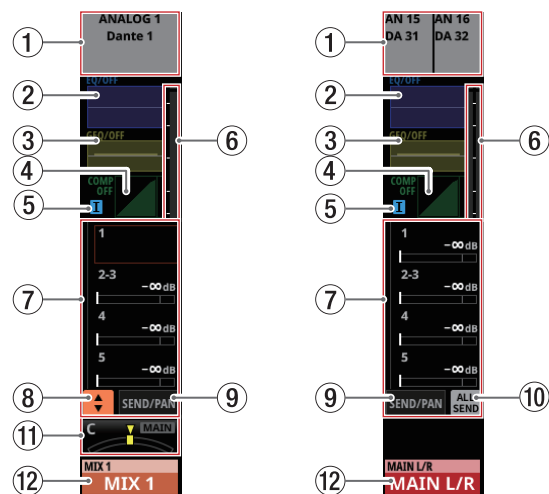 ANALOG 1
Dante 1
1
EQ/OFF
2
GEQ/OFF
3
4
6
COMP
OFF
I
5
1
2-3
-∞ dB
7
4
-∞ dB
5
-∞ dB
8
SEND/PAN
9
C
MAIN
11
MIX 1
12
MIX 1
AN 15
AN 16
DA 31
DA 32
1
EQ/OFF
2
GEQ/OFF
3
4
6
COMP
OFF
I
5
1
-∞ dB
2-3
-∞ dB
7
4
-∞ dB
5
-∞ dB
9
SEND/PAN
ALL
SEND
10
MAIN L/R
12
MAIN L/R